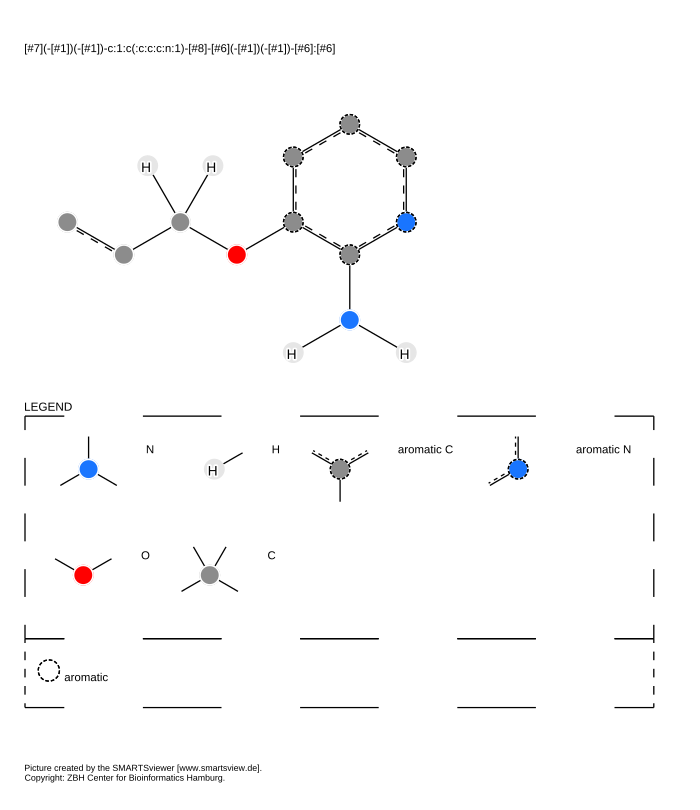 [#7](-[#1])(-[#1])-c:1:c(:c:c:c:n:1)-[#8]-[#6](-[#1])(-[#1])-[#6]:[#6]
H H
H H
LEGEND
N H aromatic C aromatic N
H
O C
aromatic
Picture created by the SMARTSviewer [www.smartsview.de].
Copyright: ZBH Center for Bioinformatics Hamburg.